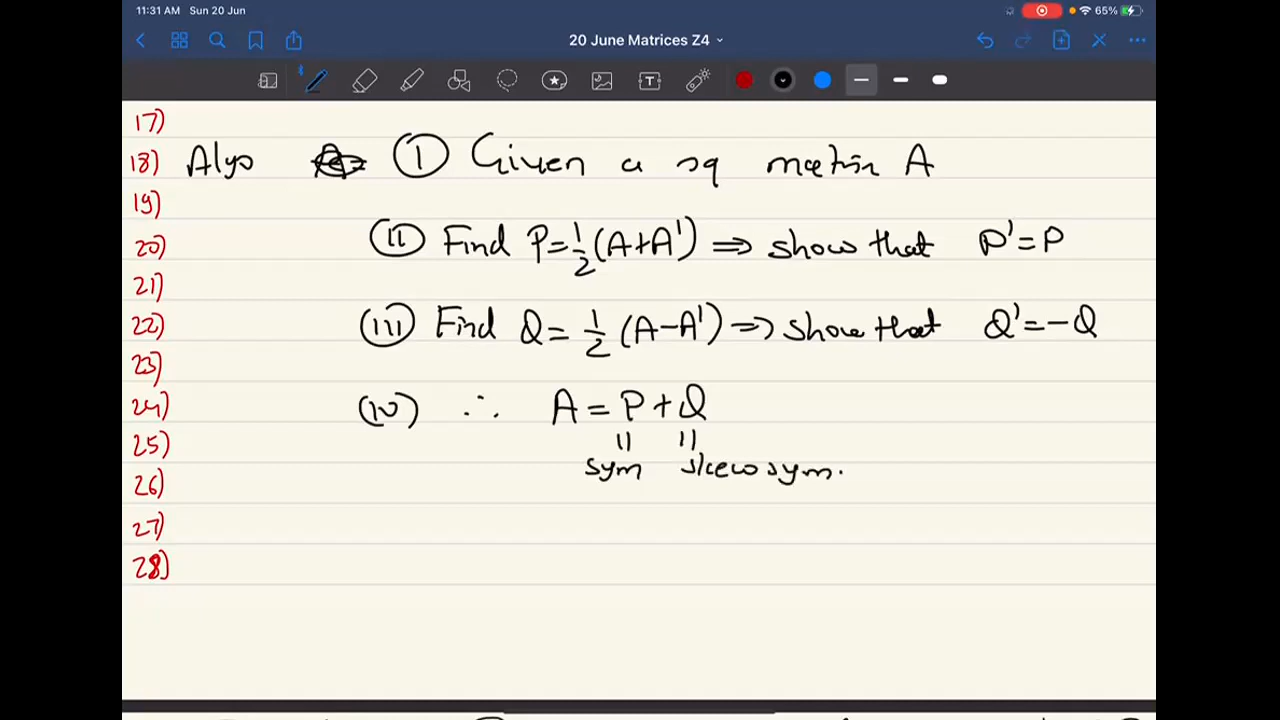 11:31 AM Sun 20 Jun
65%
20 June Matrices Z4
17)
18) Algo (I) Given a sq matrix A
19)
20) (II) Find P=1/2(A+A') ⇒ show that P'=P
21)
22) (III) Find Q=1/2(A-A') ⇒ show that Q'=-Q
23)
24) (IV) ∴ A=P+Q
25) || ||
26) sym skew sym.
27)
28)